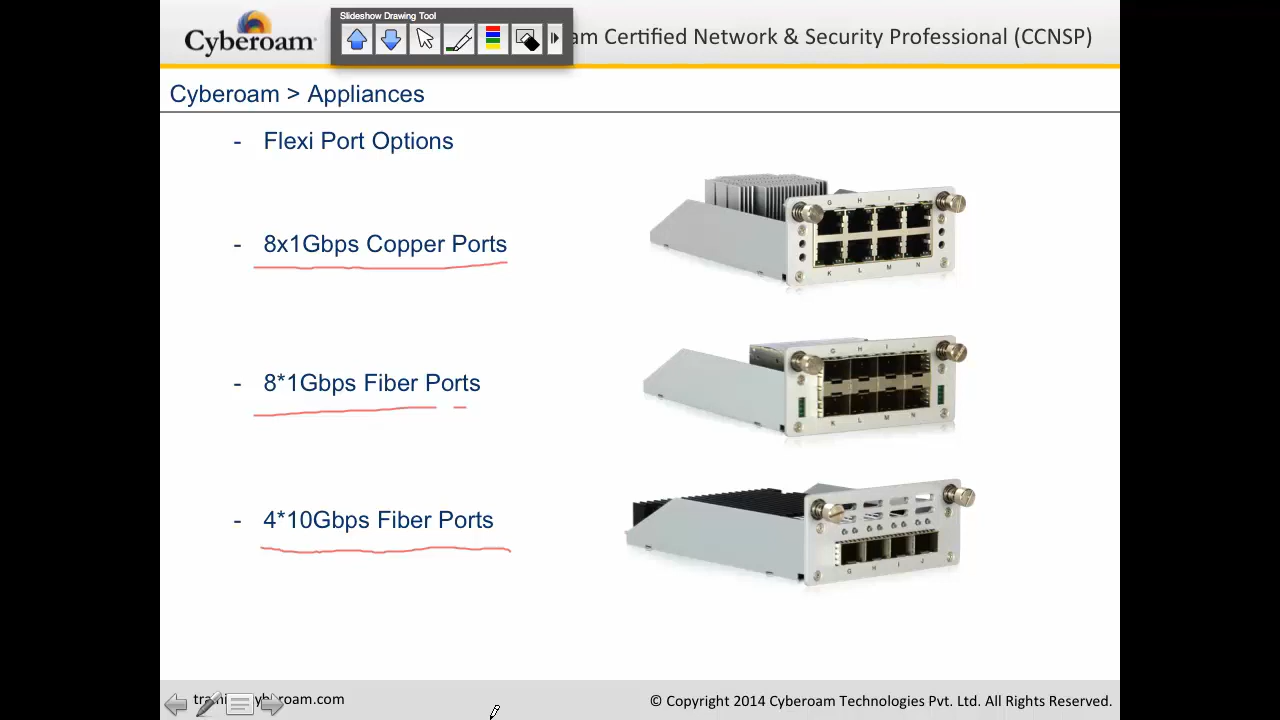 Slideshow Drawing Tool
Cyberoam
am Certified Network & Security Professional (CCNSP)
Cyberoam > Appliances
- Flexi Port Options
- 8x1Gbps Copper Ports
G H I J
K L M N
- 8*1Gbps Fiber Ports
G H I J
K L M N
- 4*10Gbps Fiber Ports
G H I J
© Copyright 2014 Cyberoam Technologies Pvt. Ltd. All Rights Reserved.